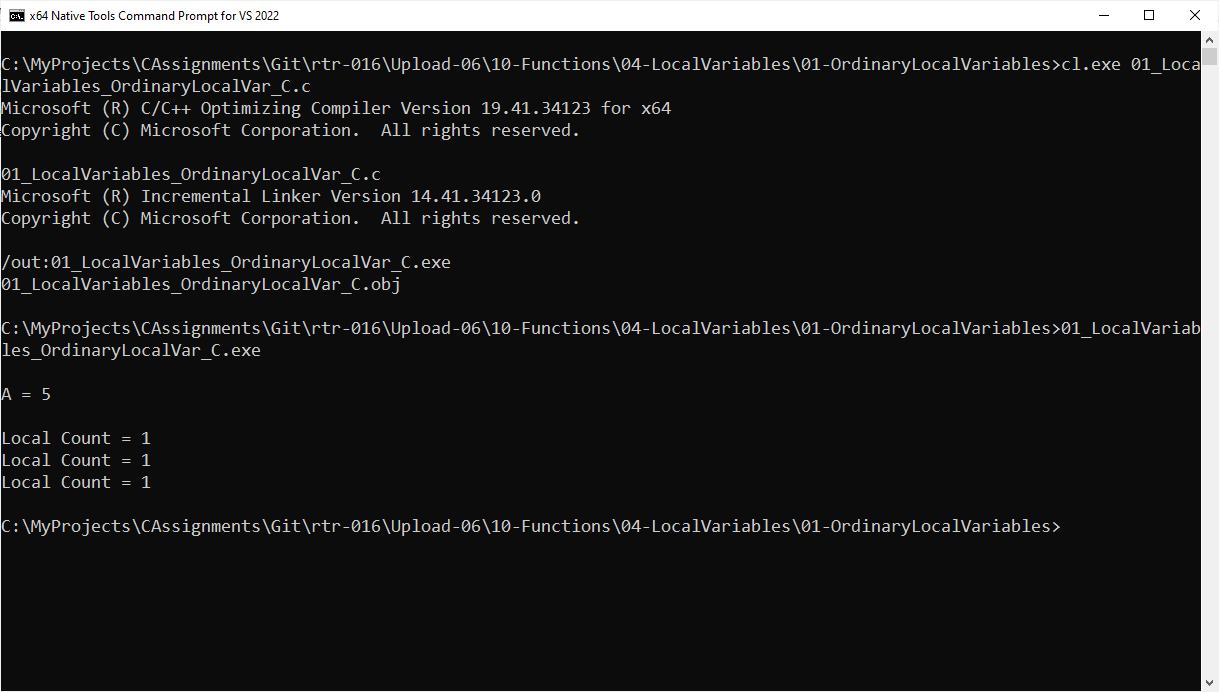 x64 Native Tools Command Prompt for VS 2022
C:\MyProjects\CAssignments\Git\rtr-016\Upload-06\10-Functions\04-LocalVariables\01-OrdinaryLocalVariables>cl.exe 01_Loca
lVariables_OrdinaryLocalVar_C.c
Microsoft (R) C/C++ Optimizing Compiler Version 19.41.34123 for x64
Copyright (C) Microsoft Corporation.  All rights reserved.
01_LocalVariables_OrdinaryLocalVar_C.c
Microsoft (R) Incremental Linker Version 14.41.34123.0
Copyright (C) Microsoft Corporation.  All rights reserved.
/out:01_LocalVariables_OrdinaryLocalVar_C.exe
01_LocalVariables_OrdinaryLocalVar_C.obj
C:\MyProjects\CAssignments\Git\rtr-016\Upload-06\10-Functions\04-LocalVariables\01-OrdinaryLocalVariables>01_LocalVariab
les_OrdinaryLocalVar_C.exe
A = 5
Local Count = 1
Local Count = 1
Local Count = 1
C:\MyProjects\CAssignments\Git\rtr-016\Upload-06\10-Functions\04-LocalVariables\01-OrdinaryLocalVariables>